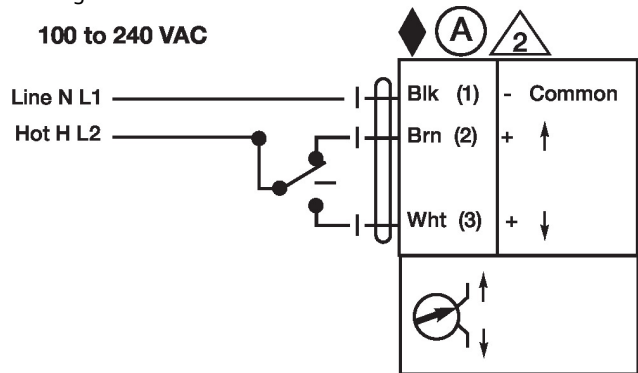 100 to 240 VAC
A
2
Line N L1
Blk (1) - Common
Hot H L2
Brn (2) + ↑
Wht (3) + ↓